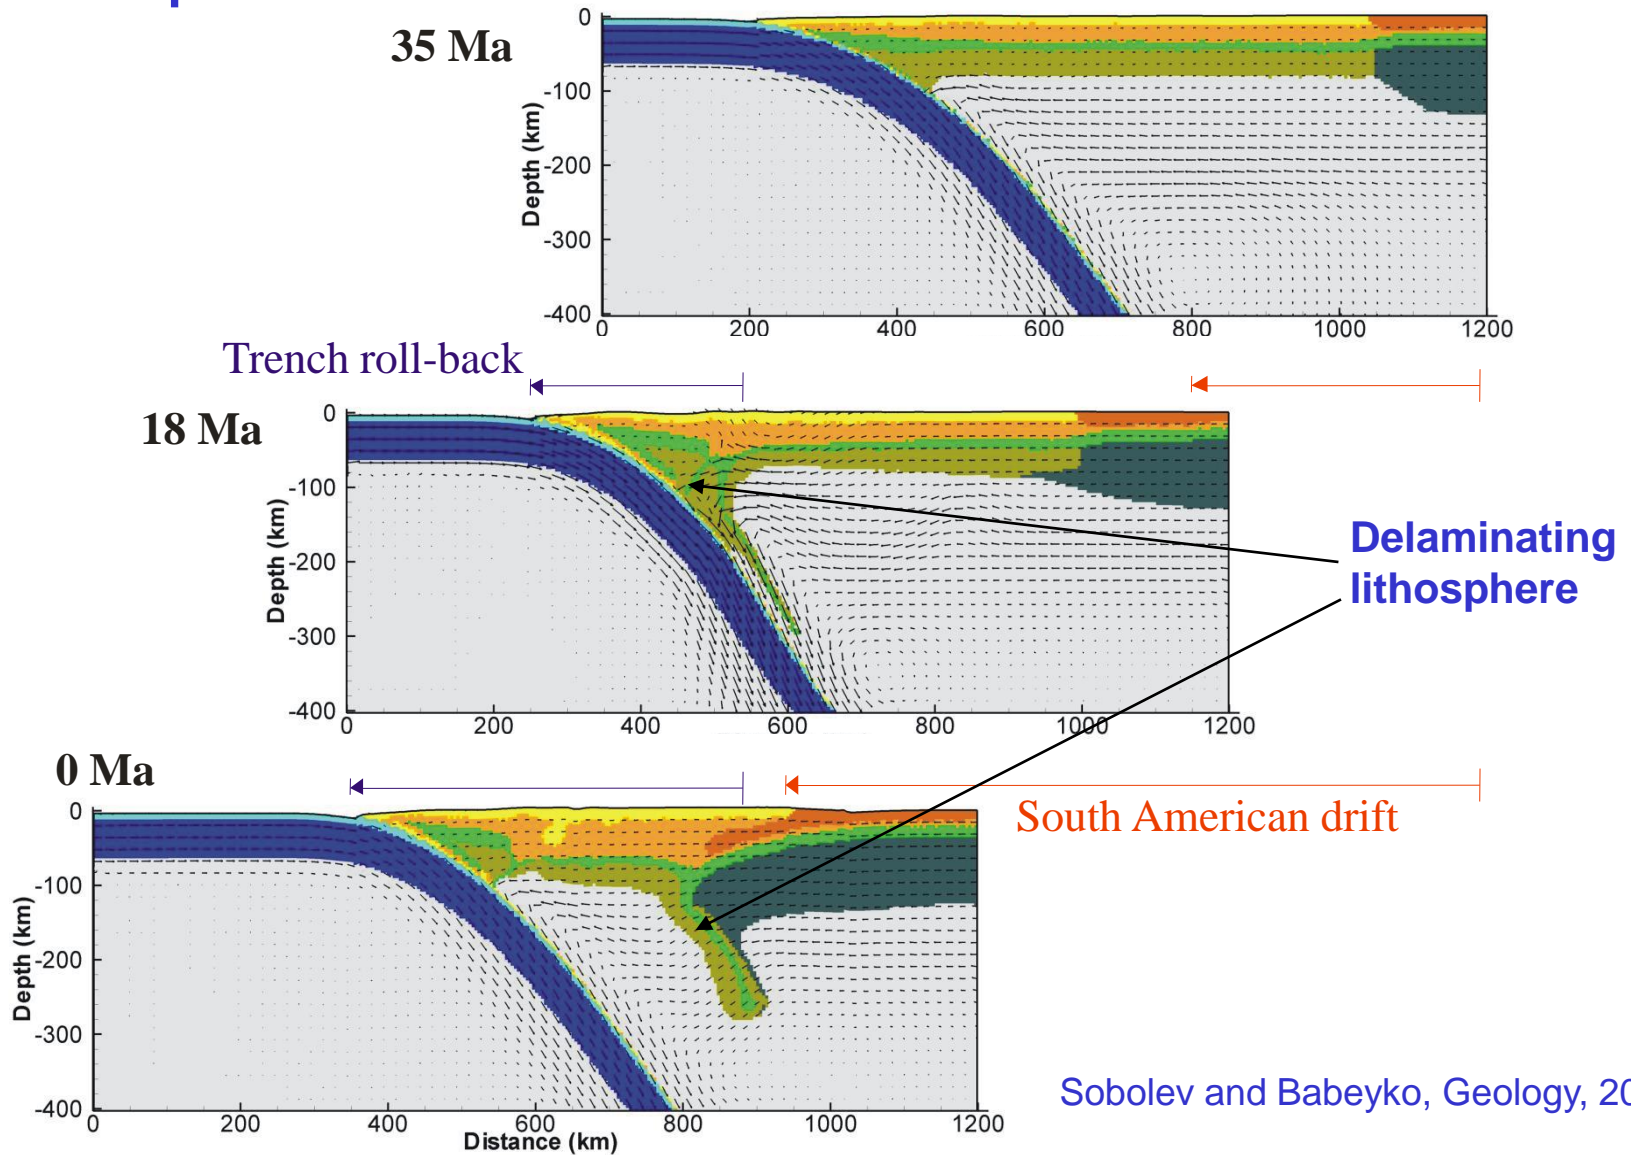 35 Ma
0
-100
-200
-300
-400
Depth (km)
0 200 400 600 800 1000 1200
Trench roll-back
18 Ma
0
-100
-200
-300
-400
Depth (km)
0 200 400 600 800 1000 1200
Delaminating
lithosphere
0 Ma
South American drift
0
-100
-200
-300
-400
Depth (km)
0 200 400 600 800 1000 1200
Distance (km)
Sobolev and Babeyko, Geology, 20